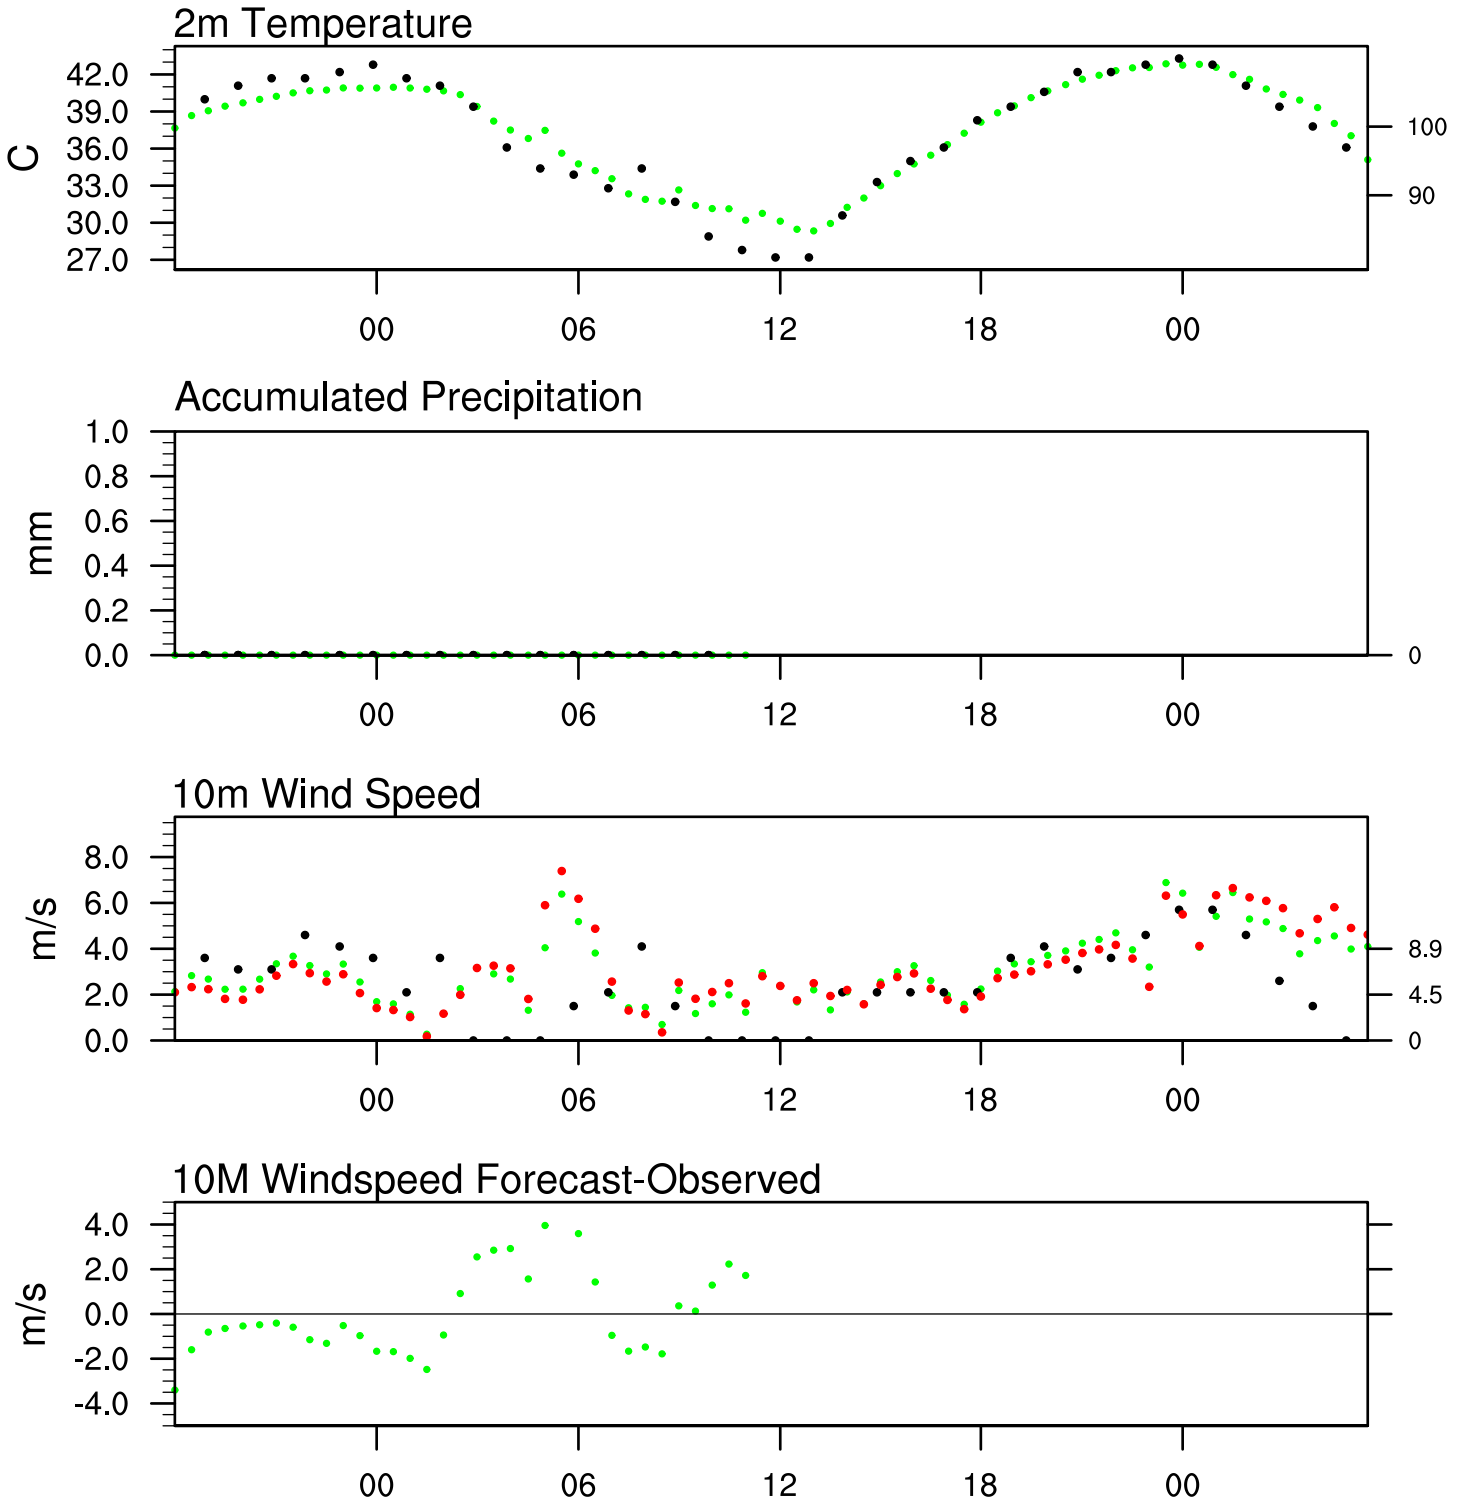 2m Temperature
C
42.0
39.0
36.0
33.0
30.0
27.0
100
90
00 06 12 18 00
Accumulated Precipitation
mm
1.0
0.8
0.6
0.4
0.2
0.0
0
00 06 12 18 00
10m Wind Speed
m/s
8.0
6.0
4.0
2.0
0.0
8.9
4.5
0
00 06 12 18 00
10M Windspeed Forecast-Observed
m/s
4.0
2.0
0.0
-2.0
-4.0
00 06 12 18 00